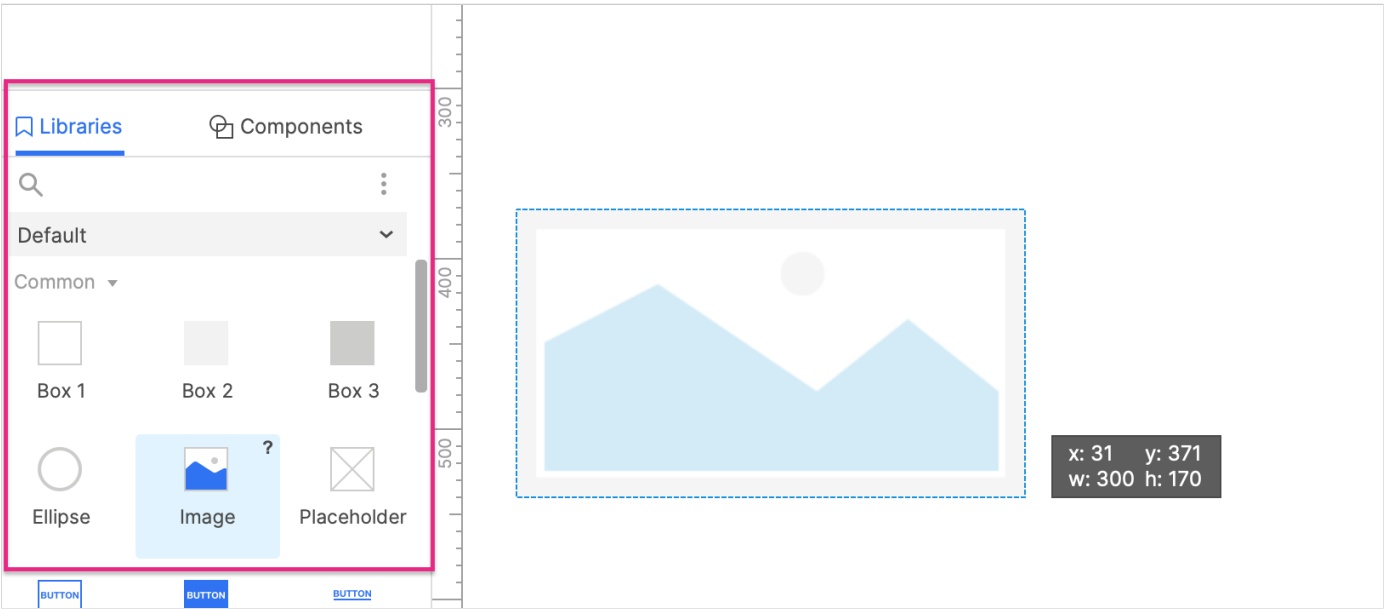 Libraries
Components
Default
Common
Box 1
Box 2
Box 3
?
Ellipse
Image
Placeholder
BUTTON
BUTTON
BUTTON
300
400
500
x: 31 y: 371
w: 300 h: 170